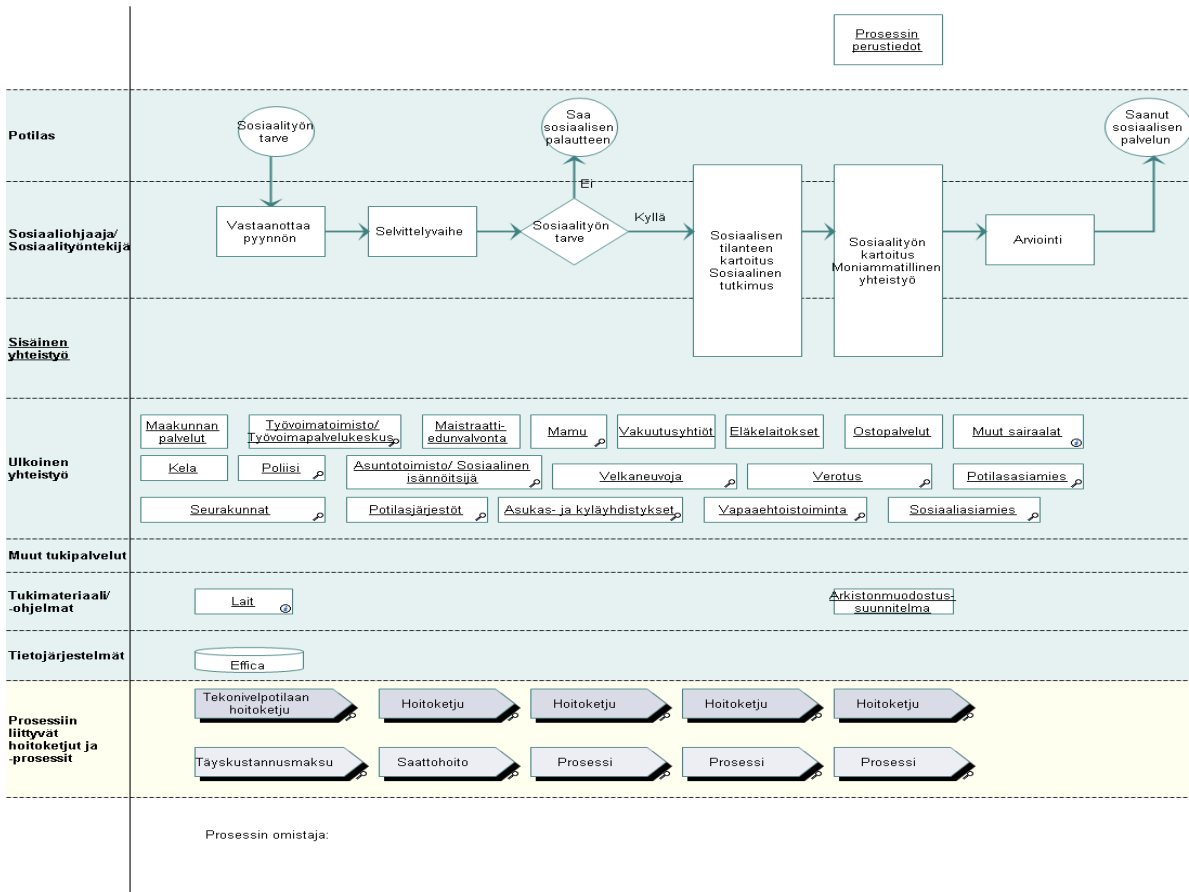 Prosessin
perustiedot
Potilas
Sosiaalityön
tarve
Saa
sosiaalisen
palautteen
Saanut
sosiaalisen
palvelun
Ei
Sosiaaliohjaaja/
Sosiaalityöntekijä
Vastaanottaa
pyynnön
Selvittelyvaihe
Sosiaalityön
tarve
Kyllä
Sosiaalisen
tilanteen
kartoitus
Sosiaalinen
tutkimus
Sosiaalityön
kartoitus
Moniammatillinen
yhteistyö
Arviointi
Sisäinen
yhteistyö
Ulkoinen
yhteistyö
Maakunnan
palvelut
Työvoimatoimisto/
Työvoimapalvelukeskus
Maistraatti-
edunvalvonta
Mamu
Vakuutusyhtiöt
Eläkelaitokset
Ostopalvelut
Muut sairaalat
Kela
Poliisi
Asuntotoimisto/ Sosiaalinen
isännöitsijä
Velkaneuvoja
Verotus
Potilasasiamies
Seurakunnat
Potilasjärjestöt
Asukas- ja kyläyhdistykset
Vapaaehtoistoiminta
Sosiaaliasiamies
Muut tukipalvelut
Tukimateriaali/
-ohjelmat
Lait
Arkistonmuodostus-
suunnitelma
Tietojärjestelmät
Effica
Prosessiin
liittyvät
hoitoketjut ja
-prosessit
Tekonivelpotilaan
hoitoketju
Hoitoketju
Hoitoketju
Hoitoketju
Hoitoketju
Täyskustannusmaksu
Saattohoito
Prosessi
Prosessi
Prosessi
Prosessin omistaja: